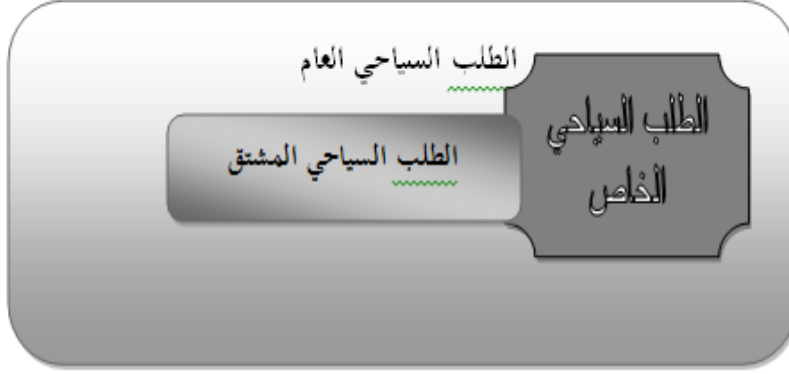 الطلب السياحي العام
الطلب السياحي
الخاص
الطلب السياحي المشتق